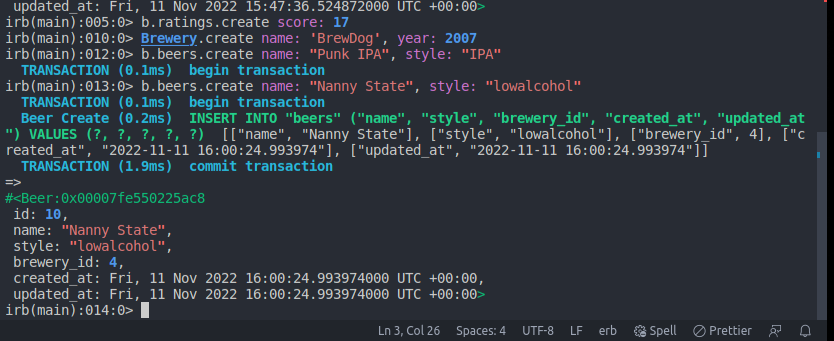 updated_at: Fri, 11 Nov 2022 15:47:36.524872000 UTC +00:00>
irb(main):005:0> b.ratings.create score: 17
irb(main):010:0> Brewery.create name: 'BrewDog', year: 2007
irb(main):012:0> b.beers.create name: "Punk IPA", style: "IPA"
TRANSACTION (0.1ms)  begin transaction
irb(main):013:0> b.beers.create name: "Nanny State", style: "lowalcohol"
TRANSACTION (0.1ms)  begin transaction
Beer Create (0.2ms)  INSERT INTO "beers" ("name", "style", "brewery_id", "created_at", "updated_at
") VALUES (?, ?, ?, ?, ?)  [["name", "Nanny State"], ["style", "lowalcohol"], ["brewery_id", 4], ["c
reated_at", "2022-11-11 16:00:24.993974"], ["updated_at", "2022-11-11 16:00:24.993974"]]
TRANSACTION (1.9ms)  commit transaction
=>
#<Beer:0x00007fe550225ac8
id: 10,
name: "Nanny State",
style: "lowalcohol",
brewery_id: 4,
created_at: Fri, 11 Nov 2022 16:00:24.993974000 UTC +00:00,
updated_at: Fri, 11 Nov 2022 16:00:24.993974000 UTC +00:00>
irb(main):014:0>
Ln 3, Col 26 Spaces: 4 UTF-8 LF erb Spell Prettier